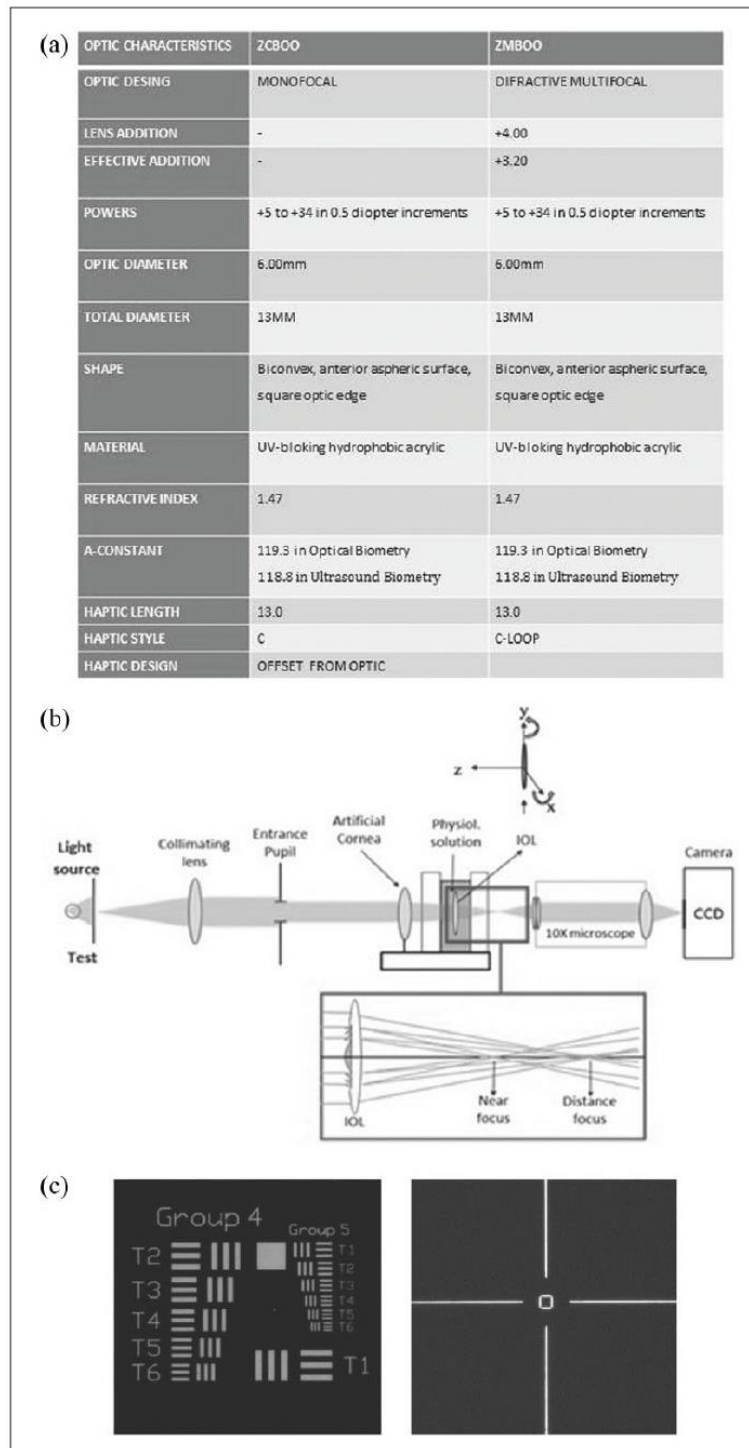 (a)
OPTIC CHARACTERISTICS ZCBOO ZMBOO
OPTIC DESING MONOFOCAL DIFRACTIVE MULTIFOCAL
LENS ADDITION - +4.00
EFFECTIVE ADDITION - +3.20
POWERS +5 to +34 in 0.5 diopter increments +5 to +34 in 0.5 diopter increments
OPTIC DIAMETER 6.00mm 6.00mm
TOTAL DIAMETER 13MM 13MM
SHAPE Biconvex, anterior aspheric surface, Biconvex, anterior aspheric surface,
square optic edge square optic edge
MATERIAL UV-bloking hydrophobic acrylic UV-bloking hydrophobic acrylic
REFRACTIVE INDEX 1.47 1.47
A-CONSTANT 119.3 in Optical Biometry 119.3 in Optical Biometry
118.8 in Ultrasound Biometry 118.8 in Ultrasound Biometry
HAPTIC LENGTH 13.0 13.0
HAPTIC STYLE C C-LOOP
HAPTIC DESIGN OFFSET FROM OPTIC
(b)
y
z
x
Light
source
Collimating
lens
Entrance
Pupil
Artificial
Cornea
Physiol.
solution
IOL
Camera
CCD
10X microscope
Test
IOL
Near
focus
Distance
focus
(c)
Group 4
Group 5
T2
T3
T4
T5
T6
T1
T2
T3
T4
T5
T6
T1